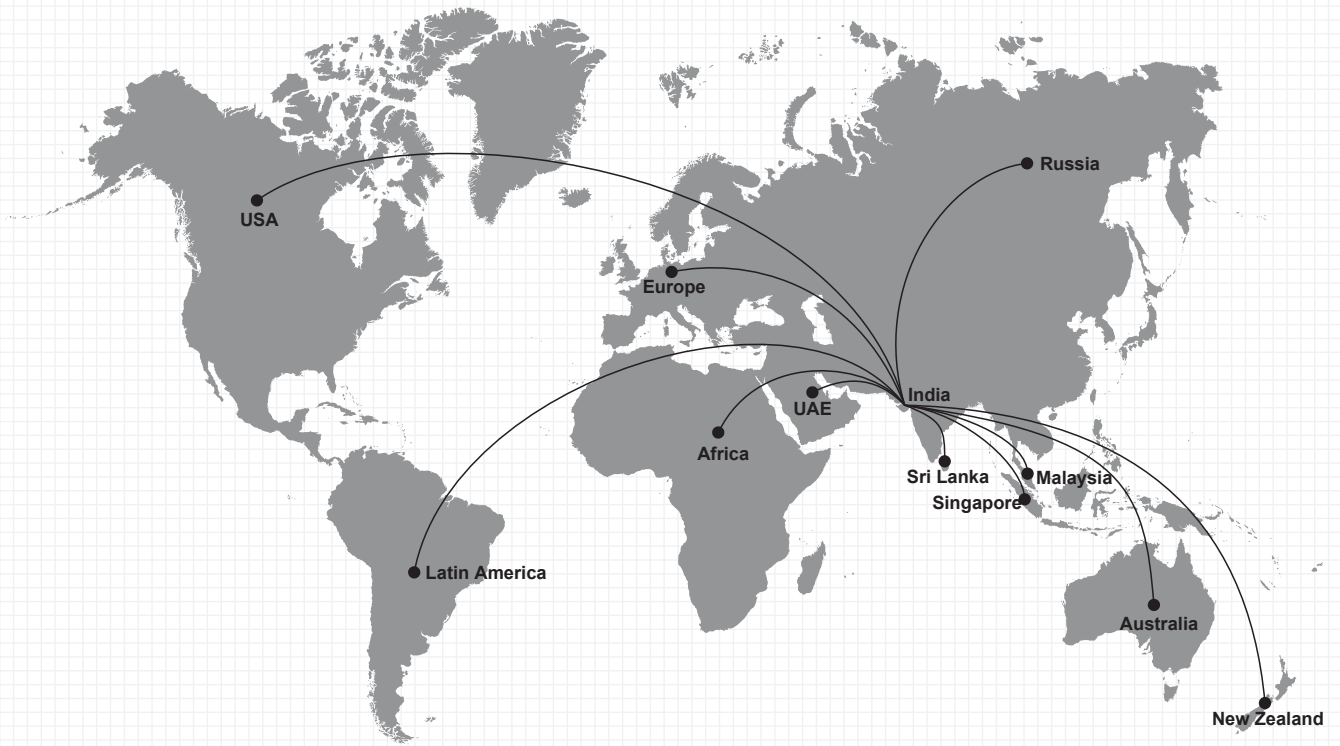 Russia
USA
Europe
India
UAE
Africa
Sri Lanka
Malaysia
Singapore
Latin America
Australia
New Zealand